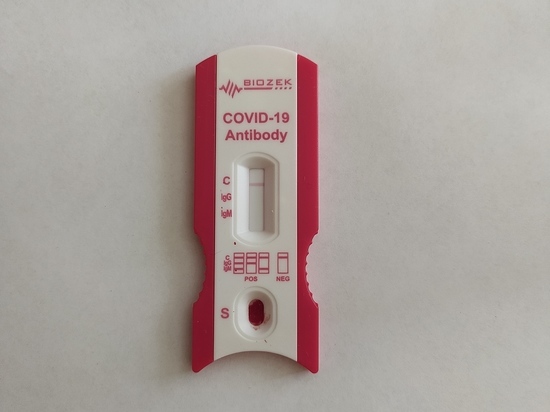 BIOZEK
COVID-19
Antibody
C
IgG
IgM
POS NEG
S